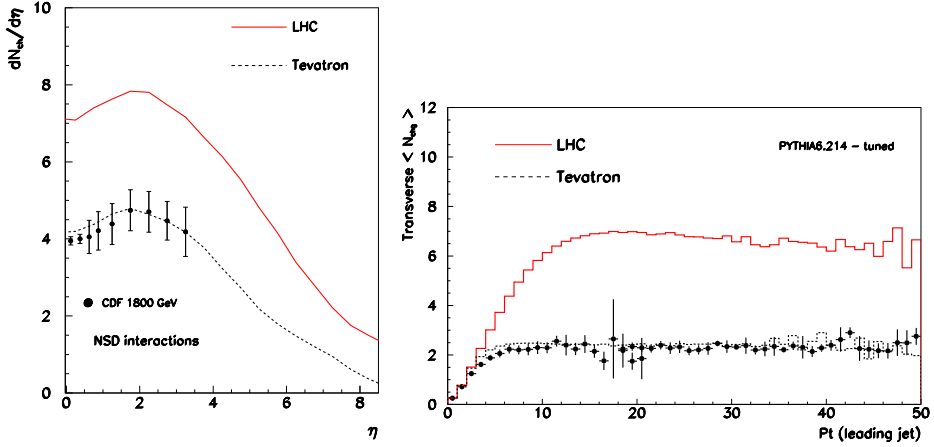 dN_ch/dη
10
8
6
4
2
0
LHC
Tevatron
CDF 1800 GeV
NSD interactions
0 2 4 6 8
η
Transverse < N_chg >
12
10
8
6
4
2
0
LHC
PYTHIA6.214 – tuned
Tevatron
0 10 20 30 40 50
Pt (leading jet)